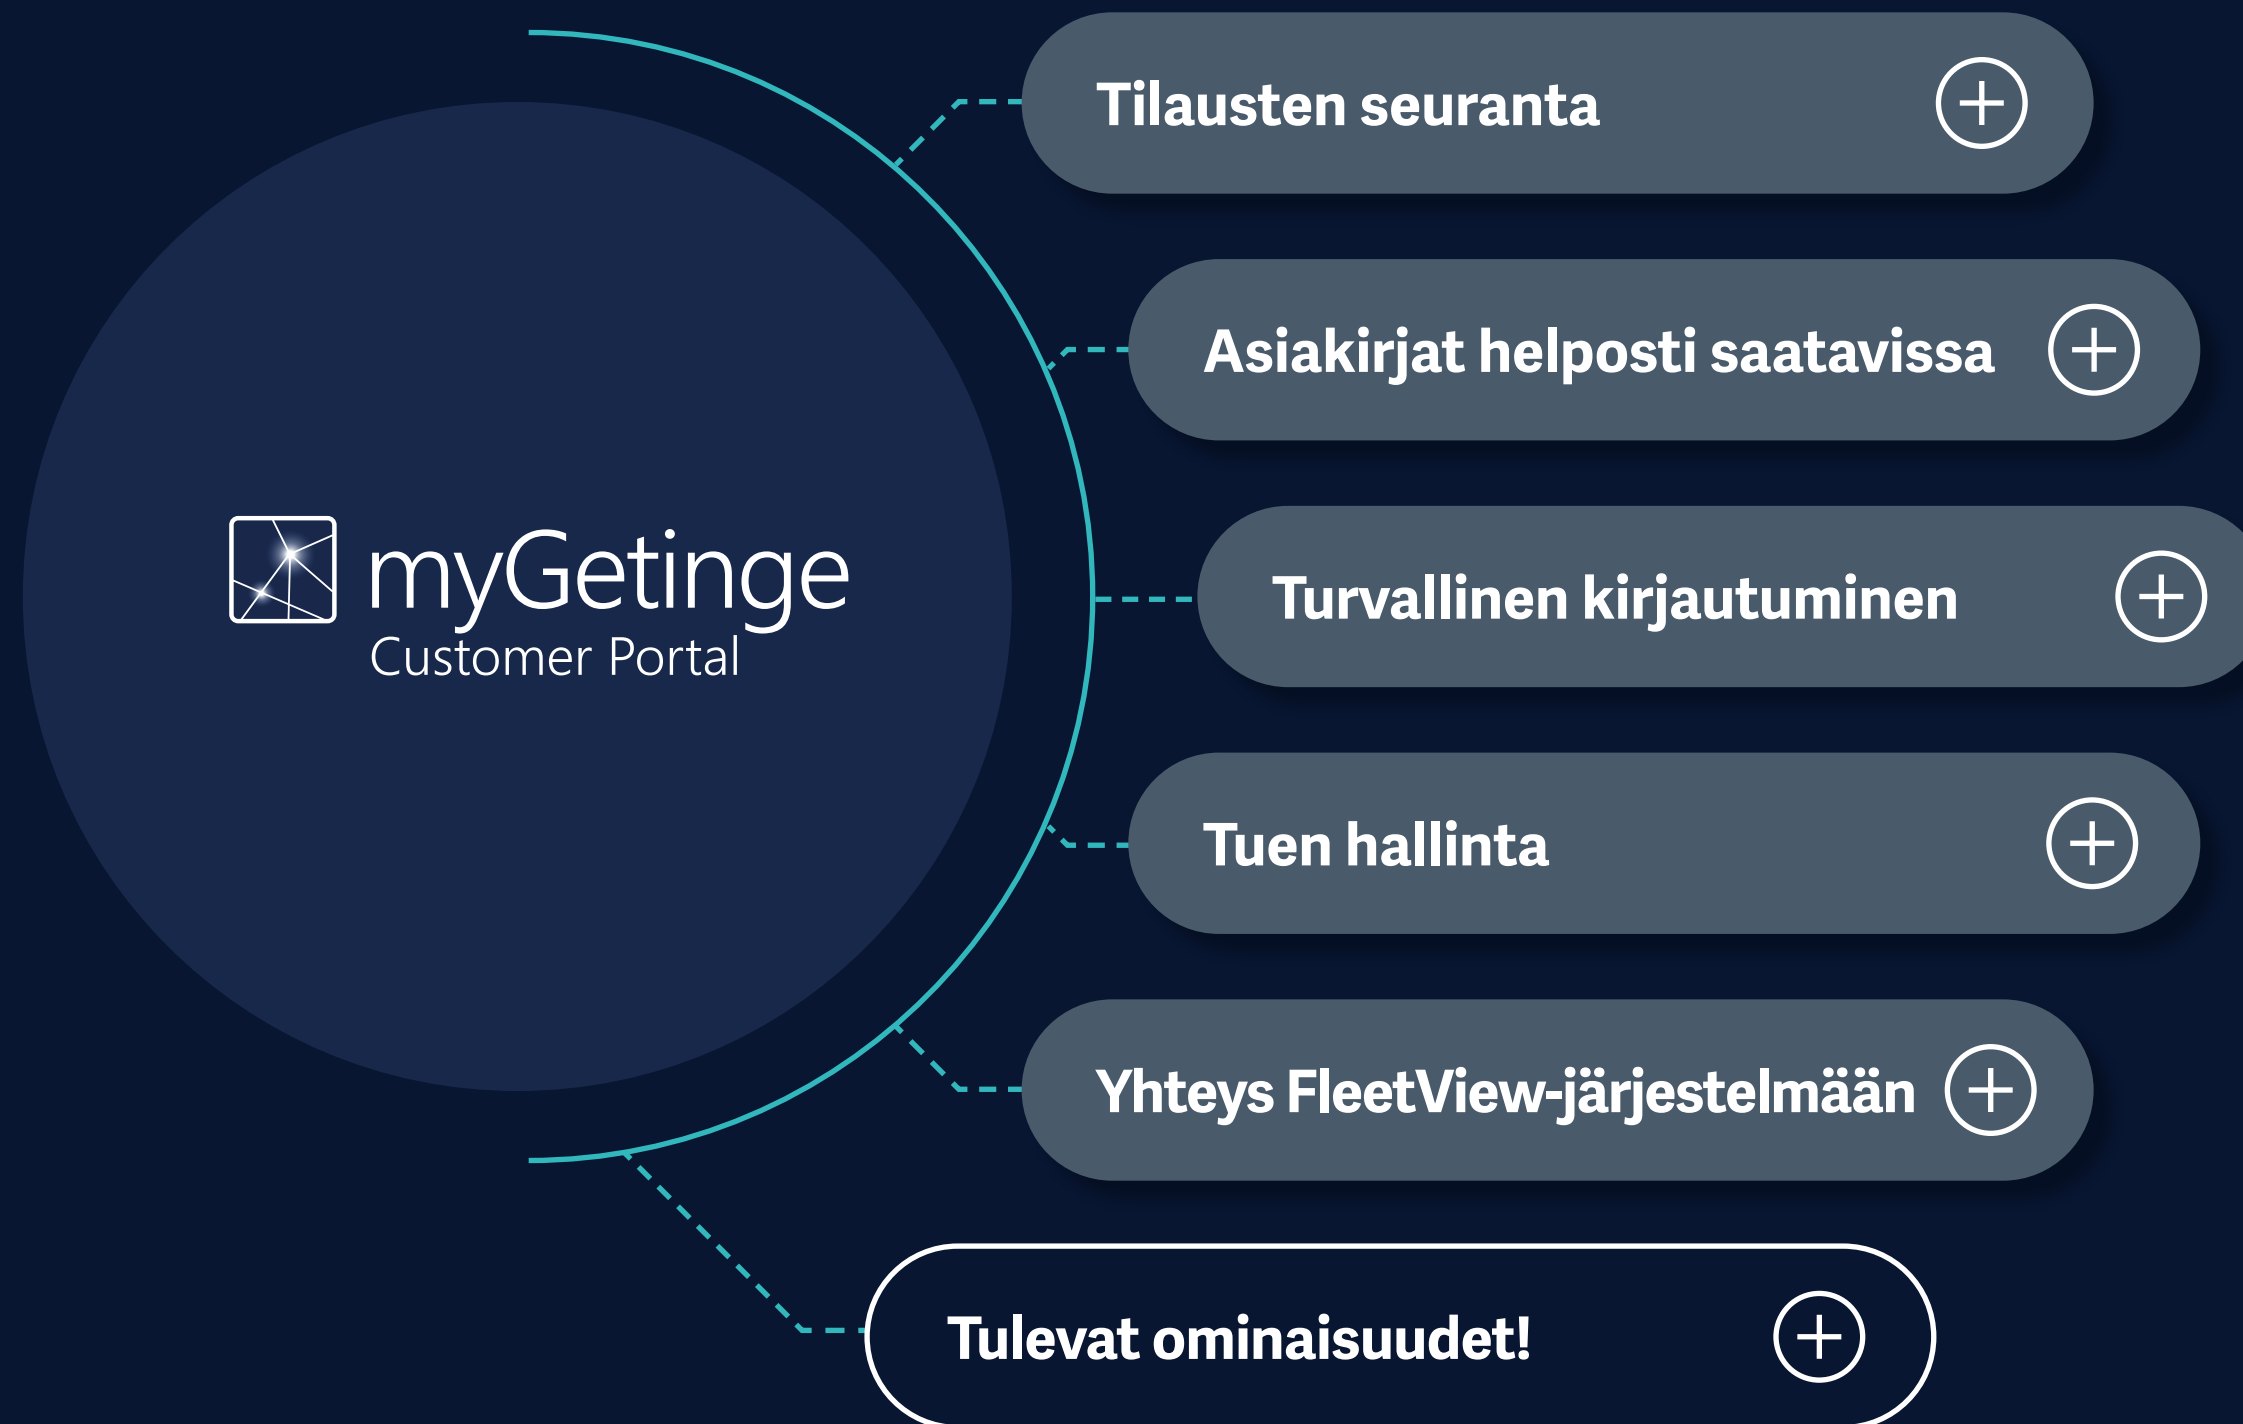 Tilausten seuranta
Asiakirjat helposti saatavissa
myGetinge
Customer Portal
Turvallinen kirjautuminen
Tuen hallinta
Yhteys FleetView-järjestelmään
Tulevat ominaisuudet!